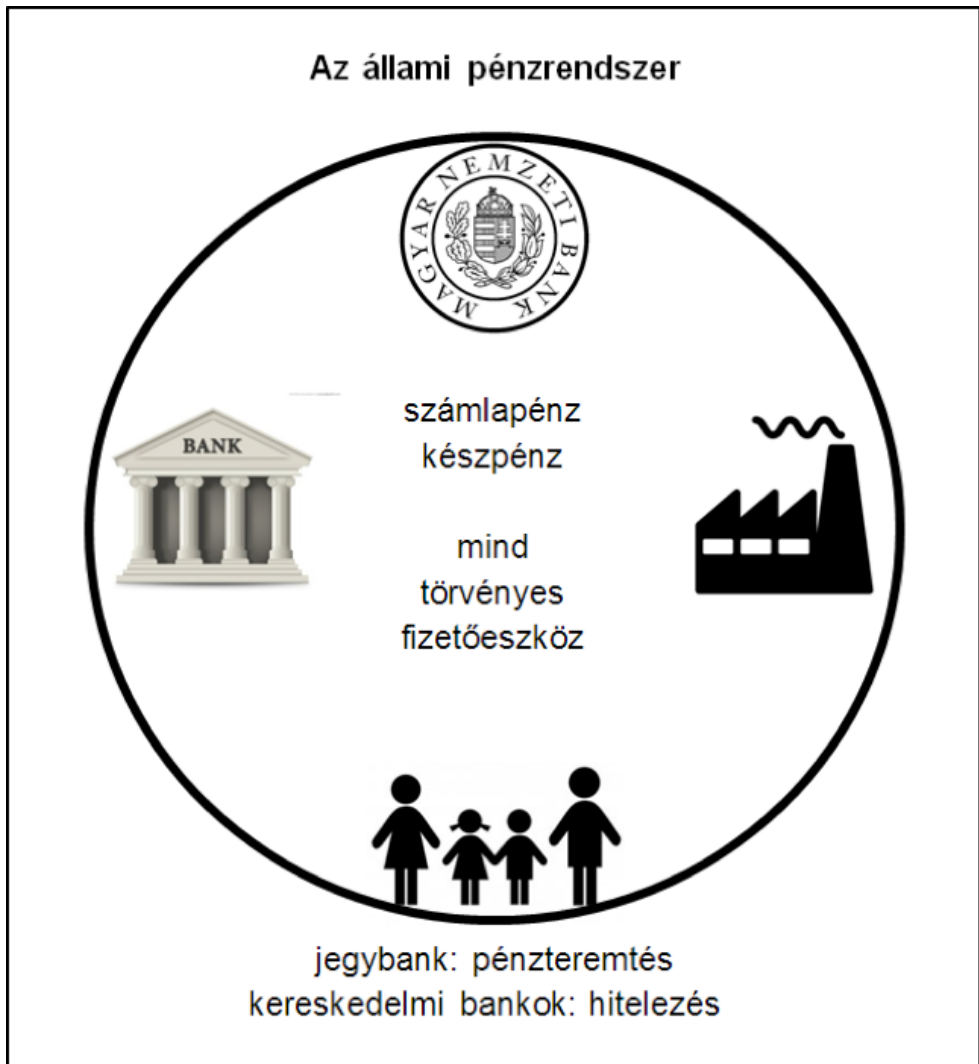 Az állami pénzrendszer
MAGYAR NEMZETI BANK
BANK
számlapénz
készpénz
mind
törvényes
fizetőeszköz
jegybank: pénzteremtés
kereskedelmi bankok: hitelezés